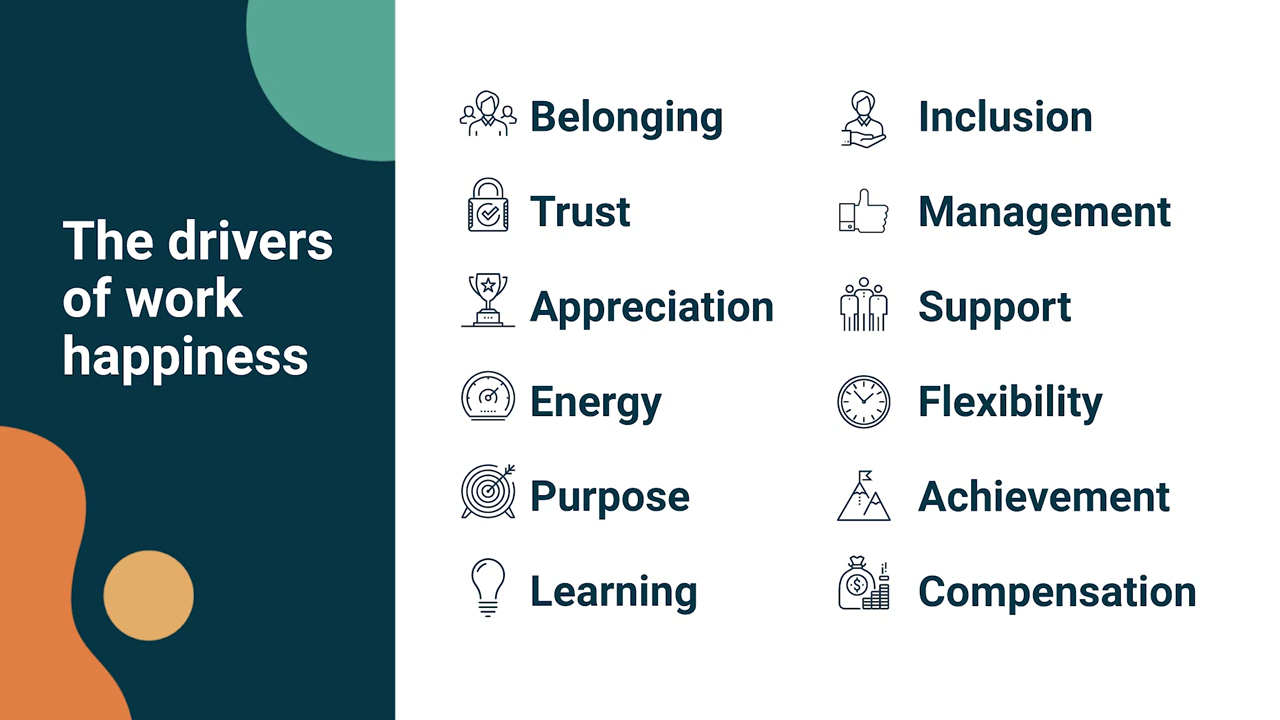 The drivers
of work
happiness
Belonging
Trust
Appreciation
Energy
Purpose
Learning
Inclusion
Management
Support
Flexibility
Achievement
Compensation